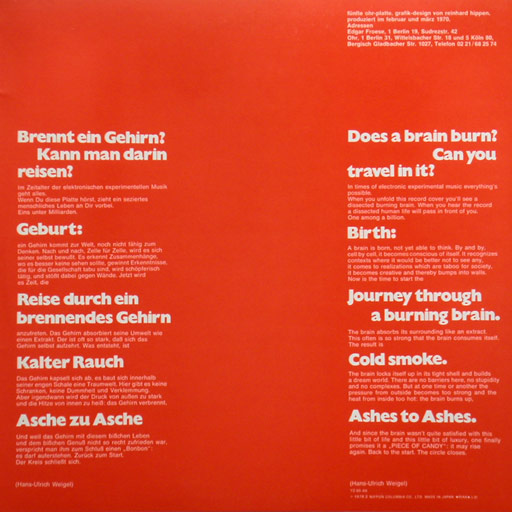 fünfte ohr-platte. grafik-design von reinhard hippen.
produziert im februar und märz 1970.
Adressen
Edgar Froese, 1 Berlin 19, Sudrezstr. 42
Ohr, 1 Berlin 31, Wittelsbacher Str. 18 und 5 Köln 80,
Bergisch Gladbacher Str. 1027, Telefon 02 21/68 25 74
Brennt ein Gehirn?
Kann man darin
reisen?
Im Zeitalter der elektronischen experimentellen Musik
geht alles.
Wenn Du diese Platte hörst, zieht ein seziertes
menschliches Leben an Dir vorbei.
Eins unter Milliarden.
Geburt:
ein Gehirn kommt zur Welt, noch nicht fähig zum
Denken. Nach und nach, Zelle für Zelle, wird es sich
seiner selbst bewußt. Es erkennt Zusammenhänge,
wo es besser keine sehen sollte, gewinnt Erkenntnisse,
die für die Gesellschaft tabu sind, wird schöpferisch
tätig, und stößt dabei gegen Wände. Jetzt wird
es Zeit, die
Reise durch ein
brennendes Gehirn
anzutreten. Das Gehirn absorbiert seine Umwelt wie
einen Extrakt. Der ist oft so stark, daß sich das
Gehirn selbst aufzehrt. Was entsteht, ist
Kalter Rauch
Das Gehirn kapselt sich ab, es baut sich innerhalb
seiner engen Schale eine Traumwelt. Hier gibt es keine
Schranken, keine Dummheit und Verklemmung.
Aber irgendwann wird der Druck von außen zu stark
und die Hitze von innen zu heiß: das Gehirn verbrennt.
Asche zu Asche
Und weil das Gehirn mit diesem bißchen Leben
und dem bißchen Genuß nicht so recht zufrieden war,
verspricht man ihm zum Schluß einen „Bonbon":
es darf auferstehen. Zurück zum Start.
Der Kreis schließt sich.
(Hans-Ulrich Weigel)
Does a brain burn?
Can you
travel in it?
In times of electronic experimental music everything's
possible.
When you unfold this record cover you'll see a
dissected burning brain. When you hear the record
a dissected human life will pass in front of you.
One among a billion.
Birth:
A brain is born, not yet able to think. By and by,
cell by cell, it becomes conscious of itself. It recognizes
contexts where it would be better not to see any,
it comes to realizations which are taboo for society,
it becomes creative and thereby bumps into walls.
Now is the time to start the
Journey through
a burning brain.
The brain absorbs its surrounding like an extract.
This often is so strong that the brain consumes itself.
The result is
Cold smoke.
The brain locks itself up in its tight shell and builds
a dream world. There are no barriers here, no stupidity
and no complexes. But at one time or another the
pressure from outside becomes too strong and the
heat from inside too hot: the brain burns up.
Ashes to Ashes.
And since the brain wasn't quite satisfied with this
little bit of life and this little bit of luxury, one finally
promises it a „PIECE OF CANDY": it may rise
again. Back to the start. The circle closes.
(Hans-Ulrich Weigel)
NIPPON COLUMBIA CO., LTD. MADE IN JAPAN